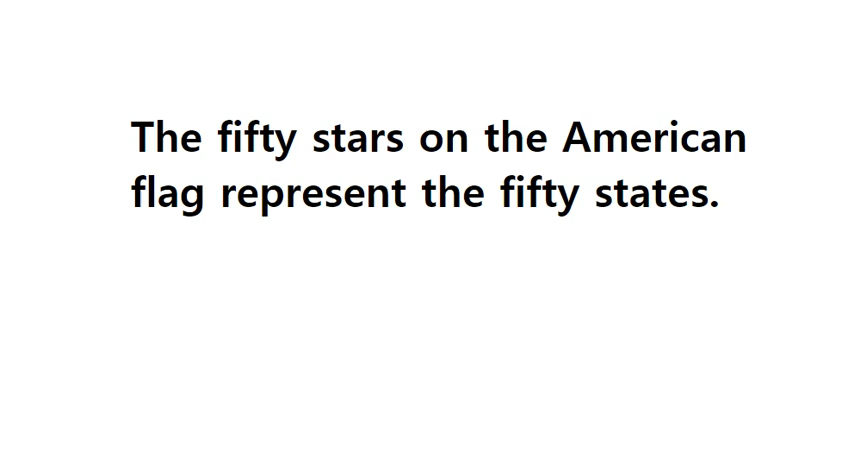 The fifty stars on the American
flag represent the fifty states.